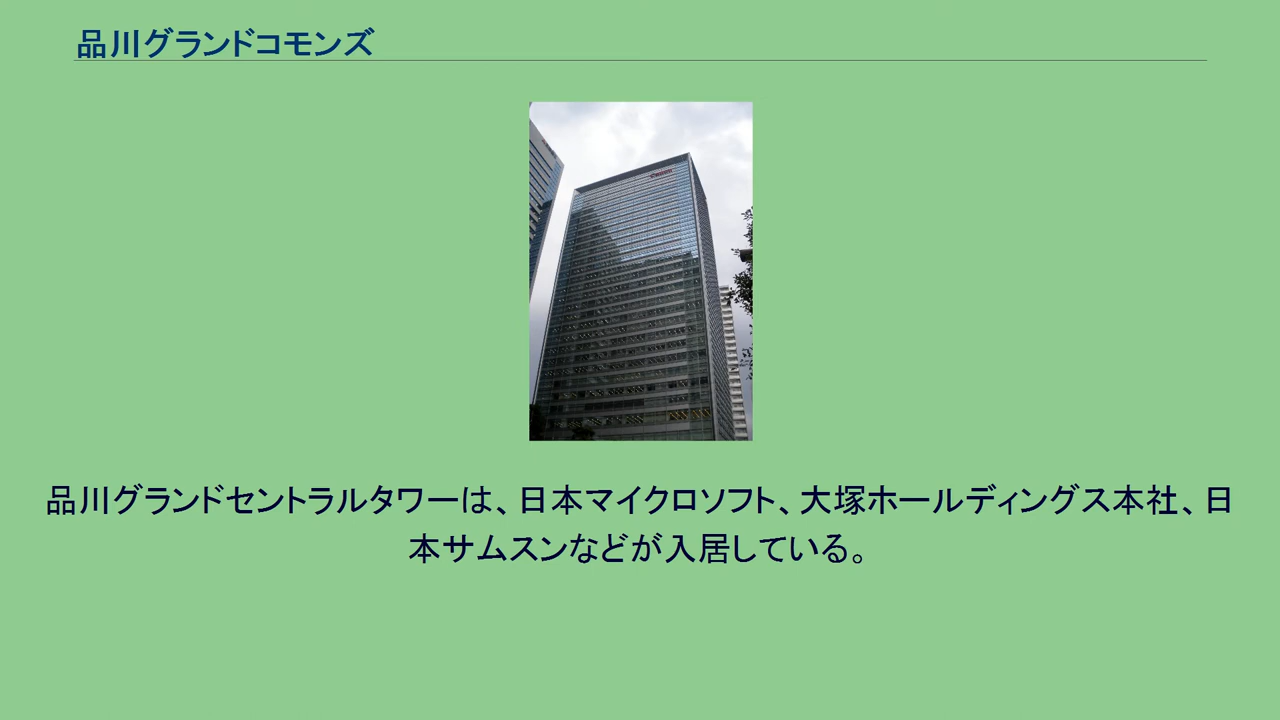 品川グランドコモンズ
Canon
品川グランドセントラルタワーは、日本マイクロソフト、大塚ホールディングス本社、日
本サムスンなどが入居している。